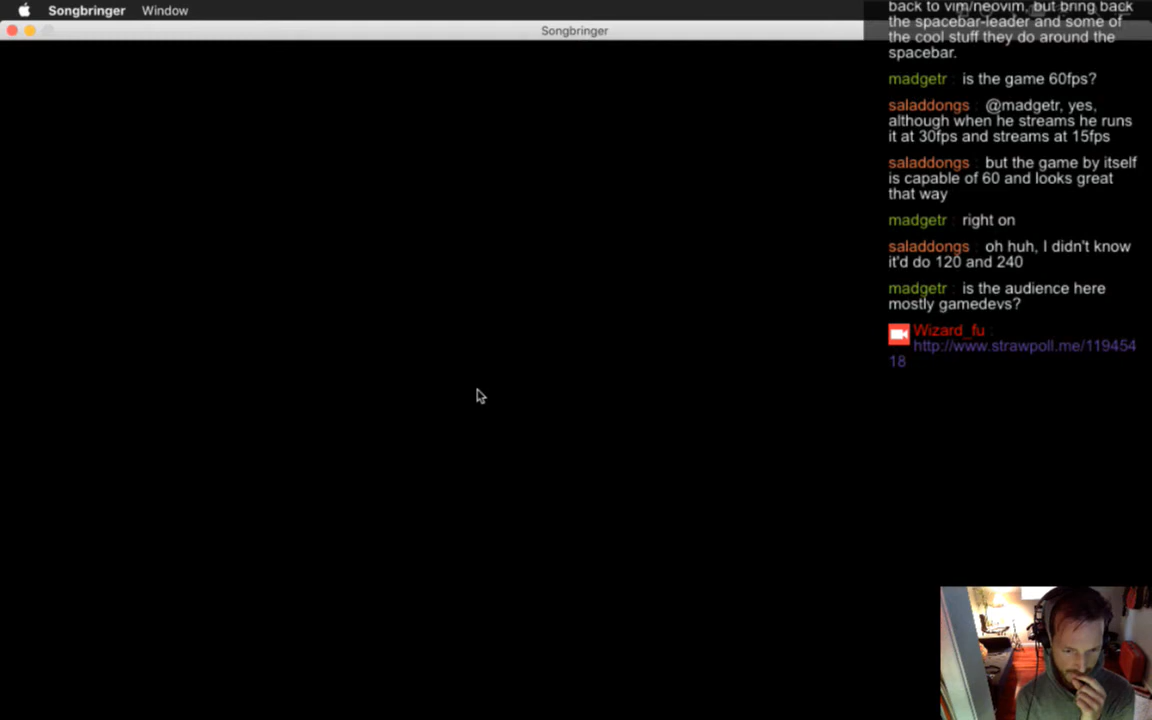 Songbringer Window
Songbringer
back to vim/neovim, but bring back
the spacebar-leader and some of
the cool stuff they do around the
spacebar.
madgetr : is the game 60fps?
saladdongs : @madgetr, yes,
although when he streams he runs
it at 30fps and streams at 15fps
saladdongs : but the game by itself
is capable of 60 and looks great
that way
madgetr : right on
saladdongs : oh huh, I didn't know
it'd do 120 and 240
madgetr : is the audience here
mostly gamedevs?
Wizard_fu :
http://www.strawpoll.me/119454
18